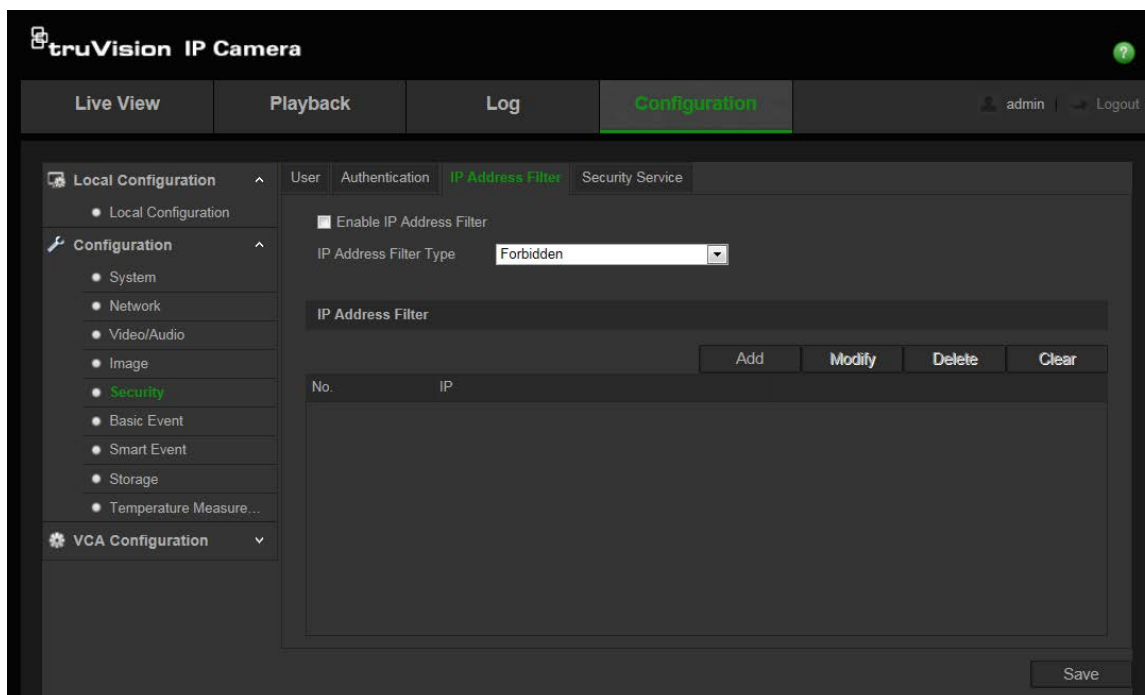 truVision IP Camera
?
Live View Playback Log Configuration admin Logout
Local Configuration
Local Configuration
Configuration
System
Network
Video/Audio
Image
Security
Basic Event
Smart Event
Storage
Temperature Measure...
VCA Configuration
User Authentication IP Address Filter Security Service
Enable IP Address Filter
IP Address Filter Type Forbidden
IP Address Filter
Add Modify Delete Clear
No. IP
Save